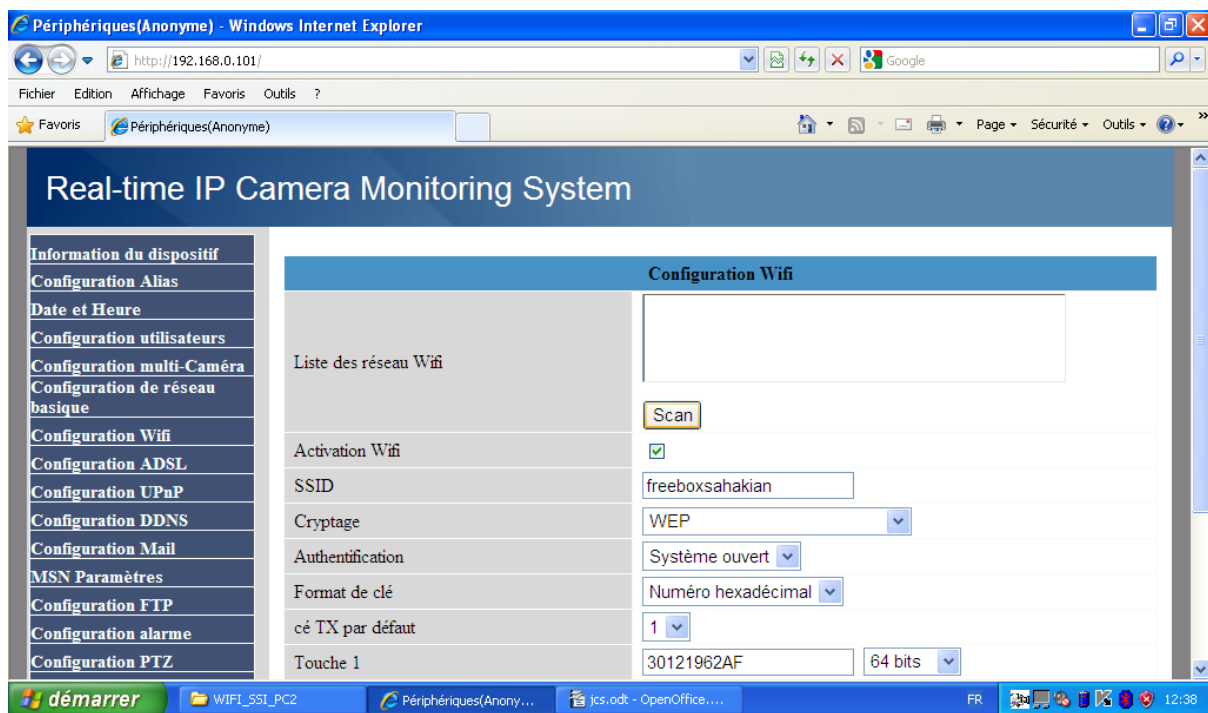 Périphériques(Anonyme) - Windows Internet Explorer
http://192.168.0.101/
Google
Fichier Edition Affichage Favoris Outils ?
Favoris Périphériques(Anonyme) Page Sécurité Outils
Real-time IP Camera Monitoring System
Information du dispositif
Configuration Alias
Date et Heure
Configuration utilisateurs
Configuration multi-Caméra
Configuration de réseau
basique
Configuration Wifi
Configuration ADSL
Configuration UPnP
Configuration DDNS
Configuration Mail
MSN Paramètres
Configuration FTP
Configuration alarme
Configuration PTZ
Configuration Wifi
Liste des réseau Wifi
Scan
Activation Wifi
SSID freeboxsahakian
Cryptage WEP
Authentification Système ouvert
Format de clé Numéro hexadécimal
cé TX par défaut 1
Touche 1 30121962AF 64 bits
démarrer WIFI_SSI_PC2 Périphériques(Anony... jcs.odt - OpenOffice.... FR 12:38